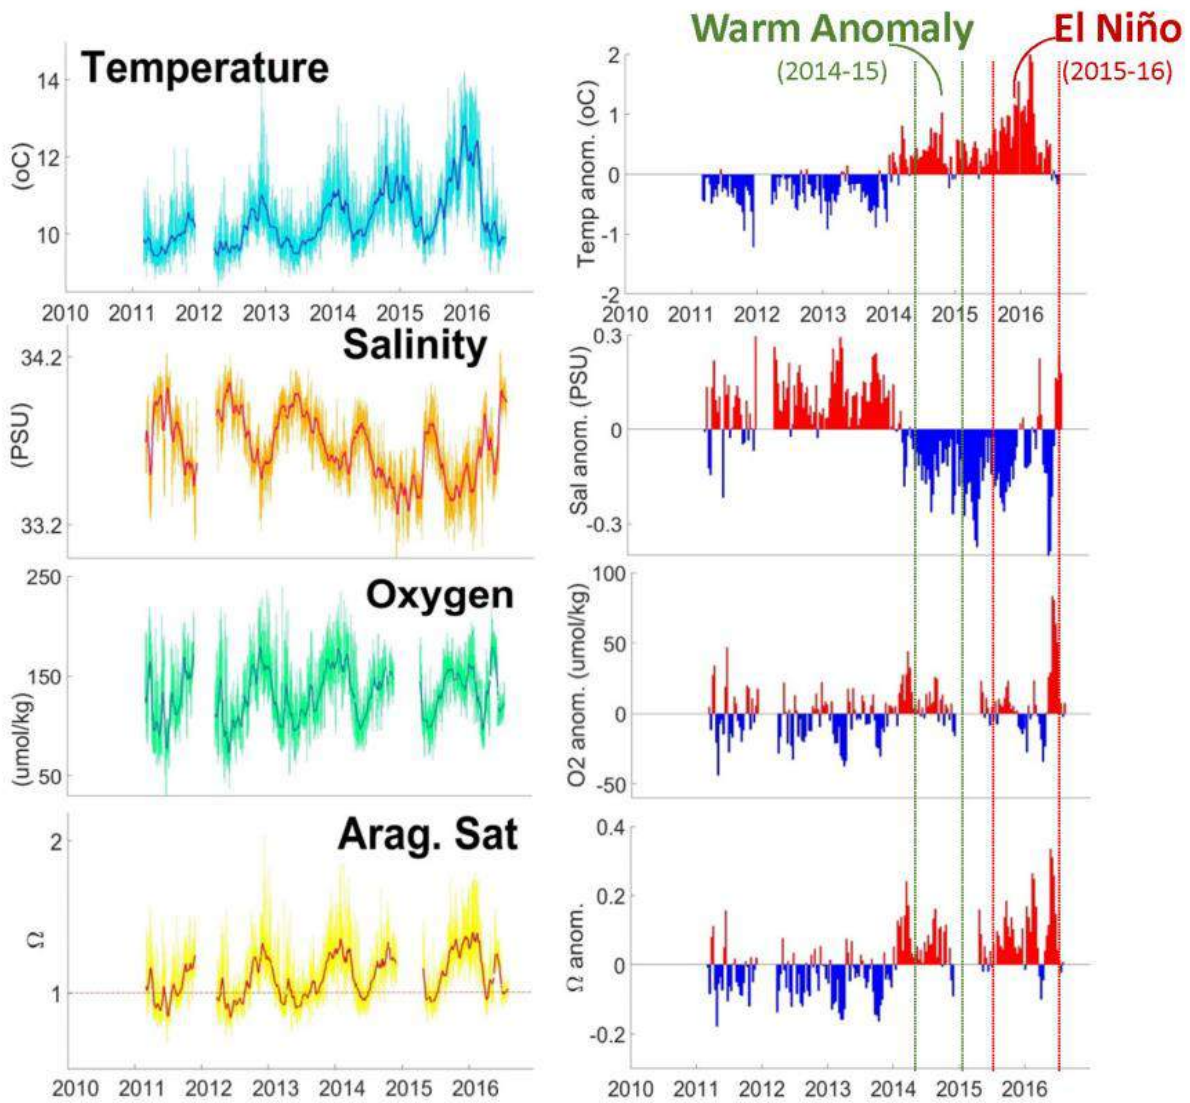 Warm Anomaly
(2014-15)
El Niño
(2015-16)
Temperature
14
12
10
(oC)
2010 2011 2012 2013 2014 2015 2016
2
1
0
-1
-2
Temp anom. (oC)
2010 2011 2012 2013 2014 2015 2016
Salinity
34.2
33.2
(PSU)
0.3
0
-0.3
Sal anom. (PSU)
Oxygen
250
150
50
(umol/kg)
100
50
0
-50
O2 anom. (umol/kg)
Arag. Sat
2
1
Ω
2010 2011 2012 2013 2014 2015 2016
0.4
0.2
0
-0.2
Ω anom.
2010 2011 2012 2013 2014 2015 2016